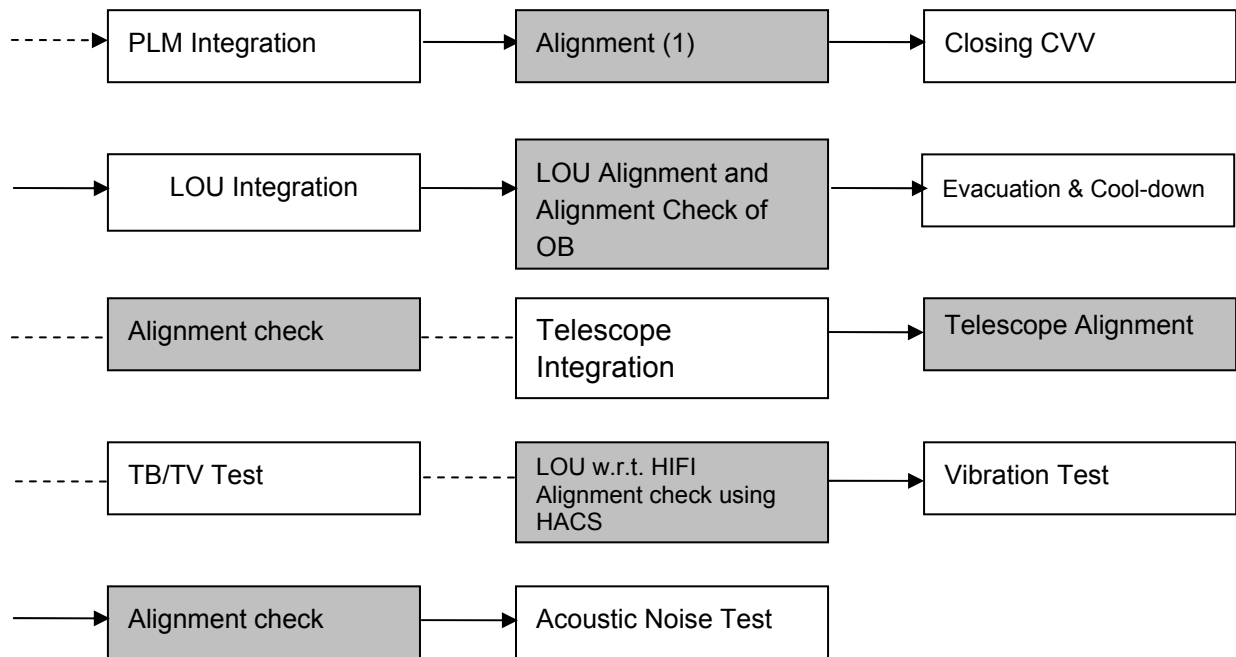 PLM Integration
Alignment (1)
Closing CVV
LOU Integration
LOU Alignment and
Alignment Check of
OB
Evacuation & Cool-down
Alignment check
Telescope
Integration
Telescope Alignment
TB/TV Test
LOU w.r.t. HIFI
Alignment check using
HACS
Vibration Test
Alignment check
Acoustic Noise Test